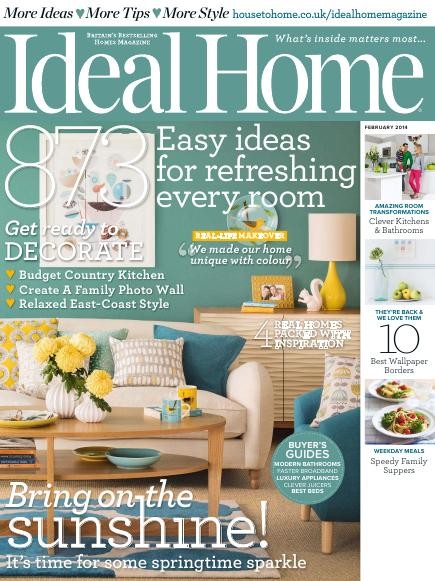 More Ideas ♥ More Tips ♥ More Style housetohome.co.uk/idealhomemagazine
BRITAIN'S BESTSELLING
HOMES MAGAZINE
What's inside matters most...
Ideal Home
FEBRUARY 2014
873 Easy ideas
for refreshing
every room
Get ready to
DECORATE
♥ Budget Country Kitchen
♥ Create A Family Photo Wall
♥ Relaxed East-Coast Style
REAL-LIFE MAKEOVER
“We made our home
unique with colour”
4 REAL HOMES
PACKED WITH
INSPIRATION
AMAZING ROOM
TRANSFORMATIONS
Clever Kitchens
& Bathrooms
THEY'RE BACK &
WE LOVE THEM
10
Best Wallpaper
Borders
WEEKDAY MEALS
Speedy Family
Suppers
BUYER'S
GUIDES
MODERN BATHROOMS
FASTER BROADBAND
LUXURY APPLIANCES
CLEVER JUICERS
BEST BEDS
Bring on the
sunshine!
It's time for some springtime sparkle